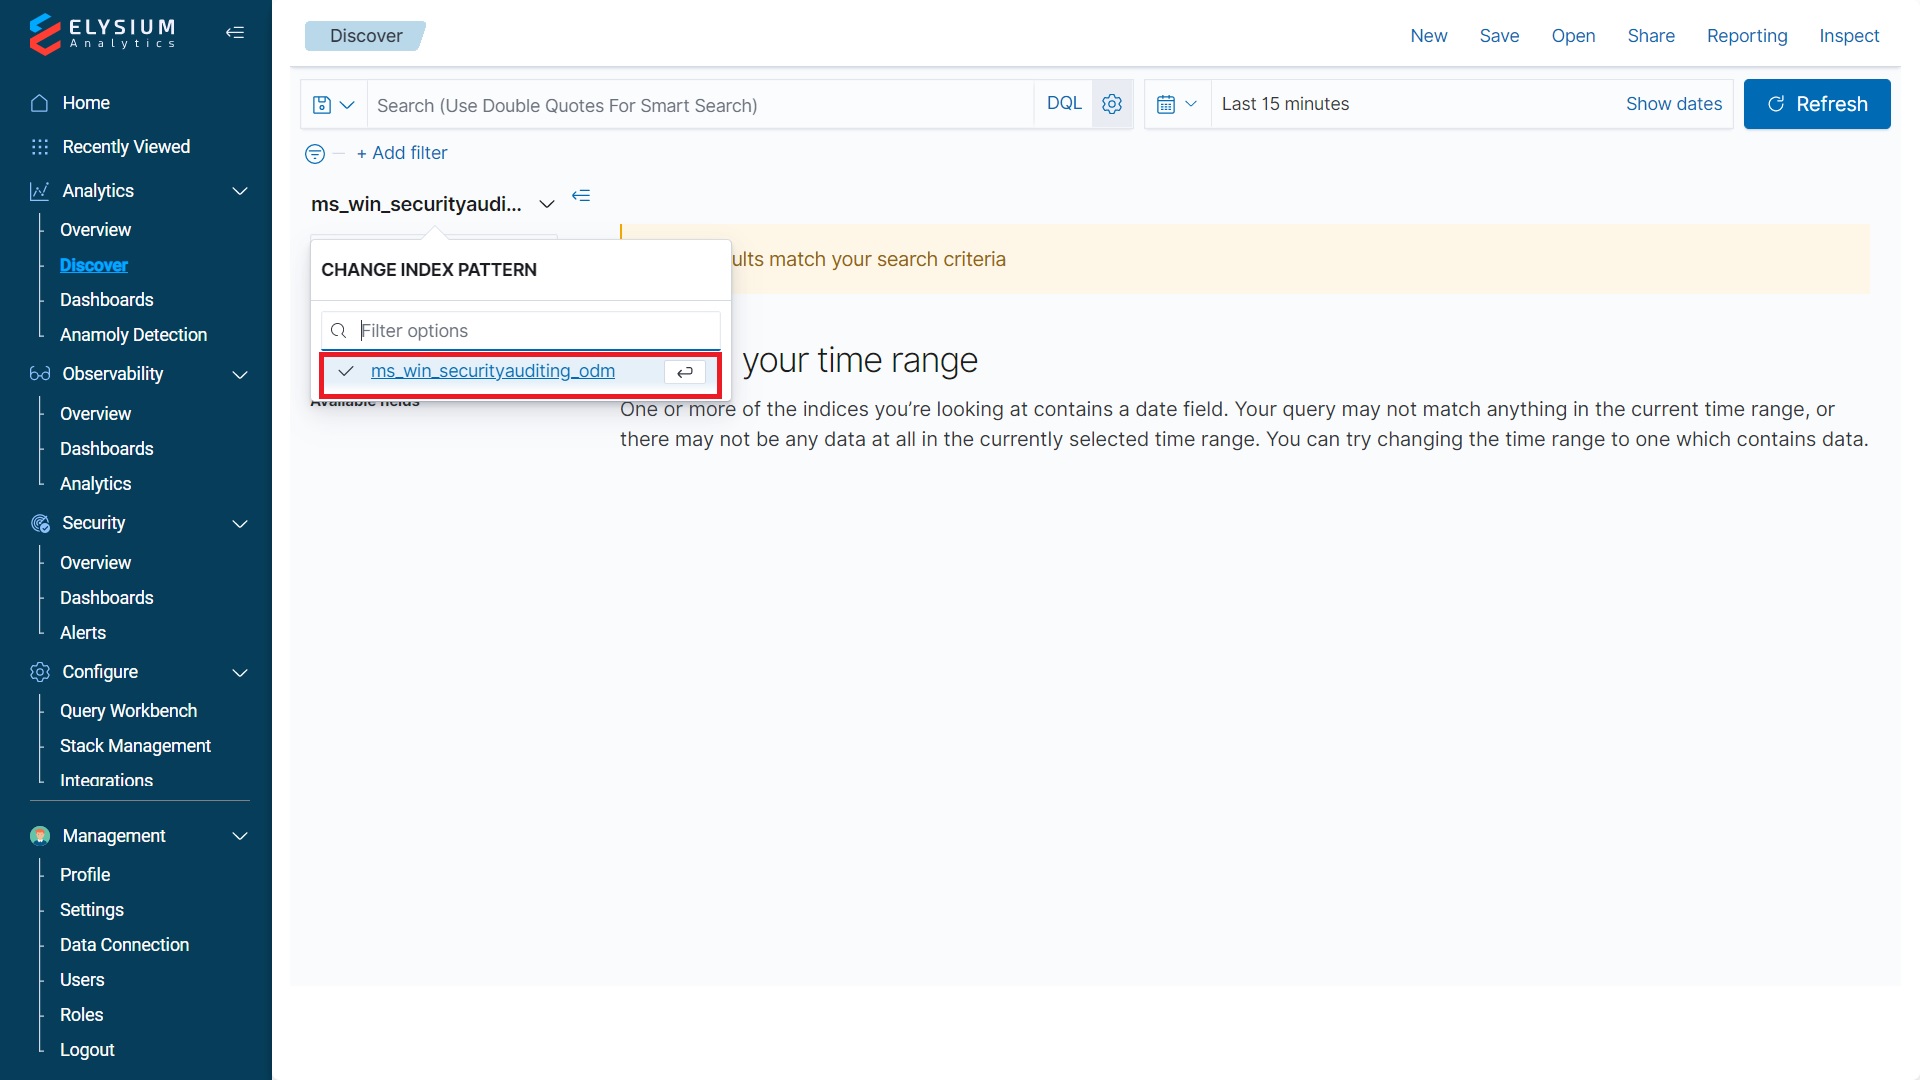 ELYSIUM
Analytics
Home
Recently Viewed
Analytics
Overview
Discover
Dashboards
Anamoly Detection
Observability
Overview
Dashboards
Analytics
Security
Overview
Dashboards
Alerts
Configure
Query Workbench
Stack Management
Integrations
Management
Profile
Settings
Data Connection
Users
Roles
Logout
Discover
New Save Open Share Reporting Inspect
Search (Use Double Quotes For Smart Search) DQL Last 15 minutes Show dates Refresh
+ Add filter
ms_win_securityaudi...
CHANGE INDEX PATTERN
Filter options
ms_win_securityauditing_odm
Available fields
ults match your search criteria
your time range
One or more of the indices you’re looking at contains a date field. Your query may not match anything in the current time range, or
there may not be any data at all in the currently selected time range. You can try changing the time range to one which contains data.